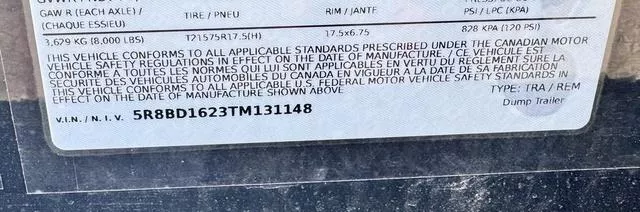 GAW R (EACH AXLE) / TIRE / PNEU RIM / JANTE PSI / LPC (KPA)
(CHAQUE ESSIEU)
3,629 KG (8,000 LBS) T21575R17.5(H) 17.5x6.75 828 KPA (120 PSI)
THIS VEHICLE CONFORMS TO ALL APPLICABLE STANDARDS PRESCRIBED UNDER THE CANADIAN MOTOR
VEHICLE SAFETY REGULATIONS IN EFFECT ON THE DATE OF MANUFACTURE / CE VEHICULE EST
CONFORME A TOUTES LES NORMES QUI LUI SONT APPLICABLES EN VERTU DU REGLEMENT SURE LA
SECURITE DES VEHICULES AUTOMOBILES DU CANADA EN VIGUEUR A LA DATE DE SA FABRICATION
THIS VEHICLE CONFORMS TO ALL APPLICABLE U.S. FEDERAL MOTOR VEHICLE SAFETY STANDARDS IN
EFFECT ON THE DATE OF MANUFACTURE SHOWN ABOVE
TYPE: TRA / REM
Dump Trailer
V.I.N. / N. I. V. 5R8BD1623TM131148